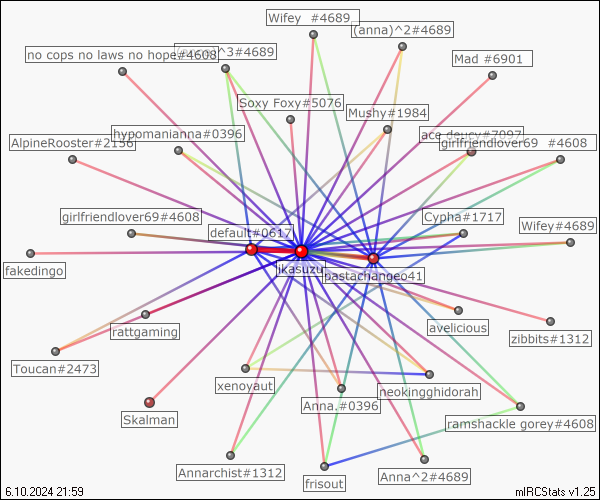 Wifey  #4689
(anna)^2#4689
no cops no laws no hope#4608
^3#4689
Mad #6901
Soxy Foxy#5076
Mushy#1984
hypomanianna#0396
ace deucy#7097
AlpineRooster#2156
girlfriendlover69  #4608
girlfriendlover69#4608
Cypha#1717
default#0617
Wifey#4689
fakedingo
jkasuzu
pastachangeo41
rattgaming
avelicious
zibbits#1312
Toucan#2473
xenoyaut
neokingghidorah
Anna.#0396
Skalman
ramshackle gorey#4608
Annarchist#1312
Anna^2#4689
frisout
6.10.2024 21:59
mIRCStats v1.25